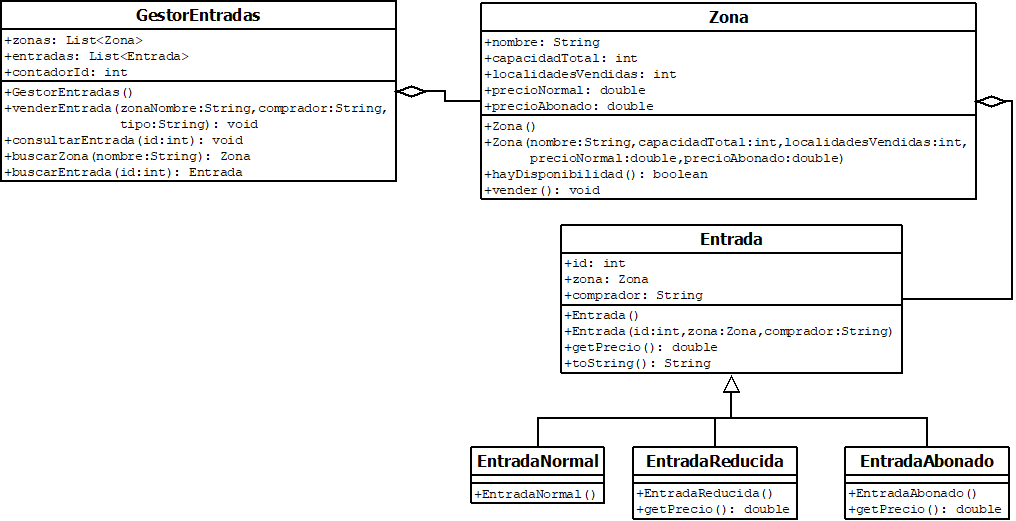 GestorEntradas
+zonas: List<Zona>
+entradas: List<Entrada>
+contadorId: int
+GestorEntradas()
+venderEntrada(zonaNombre:String,comprador:String,
tipo:String): void
+consultarEntrada(id:int): void
+buscarZona(nombre:String): Zona
+buscarEntrada(id:int): Entrada
Zona
+nombre: String
+capacidadTotal: int
+localidadesVendidas: int
+precioNormal: double
+precioAbonado: double
+Zona()
+Zona(nombre:String,capacidadTotal:int,localidadesVendidas:int,
precioNormal:double,precioAbonado:double)
+hayDisponibilidad(): boolean
+vender(): void
Entrada
+id: int
+zona: Zona
+comprador: String
+Entrada()
+Entrada(id:int,zona:Zona,comprador:String)
+getPrecio(): double
+toString(): String
EntradaNormal
+EntradaNormal()
EntradaReducida
+EntradaReducida()
+getPrecio(): double
EntradaAbonado
+EntradaAbonado()
+getPrecio(): double